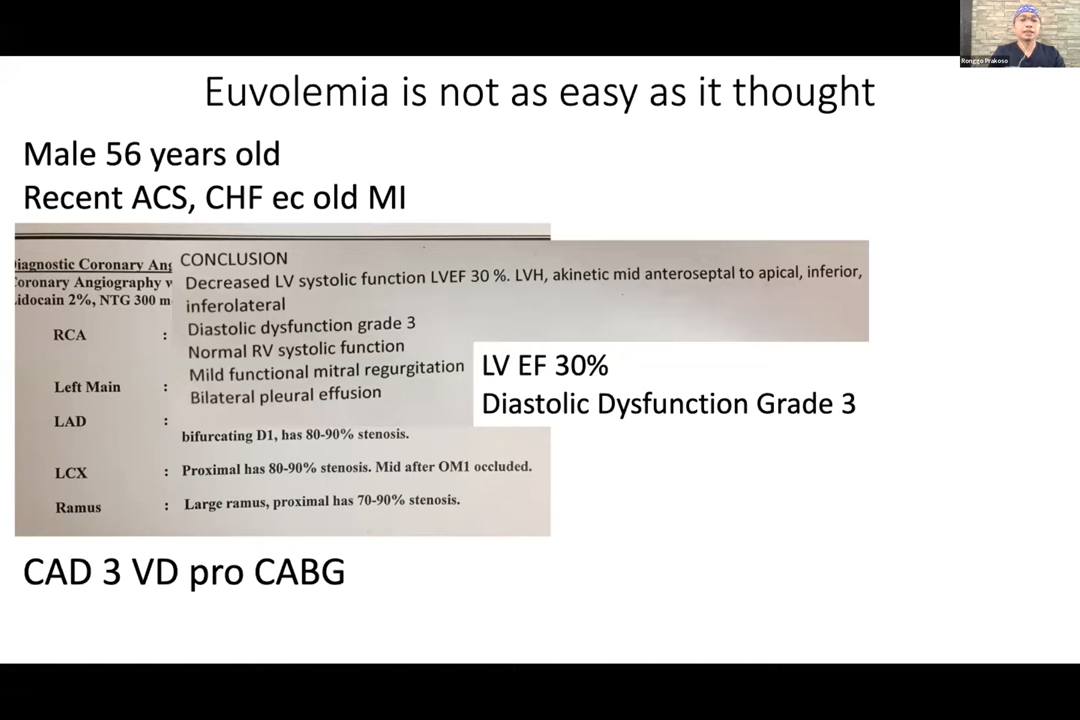 Ronggo Prakoso
Euvolemia is not as easy as it thought
Male 56 years old
Recent ACS, CHF ec old MI
iagnostic Coronary Ang
oronary Angiography
idocain 2%, NTG 300 m
CONCLUSION
Decreased LV systolic function LVEF 30 %. LVH, akinetic mid anteroseptal to apical, inferior,
inferolateral
Diastolic dysfunction grade 3
Normal RV systolic function
Mild functional mitral regurgitation
Bilateral pleural effusion
RCA :
Left Main :
LAD :
bifurcating D1, has 80-90% stenosis.
LCX : Proximal has 80-90% stenosis. Mid after OM1 occluded.
Ramus : Large ramus, proximal has 70-90% stenosis.
LV EF 30%
Diastolic Dysfunction Grade 3
CAD 3 VD pro CABG